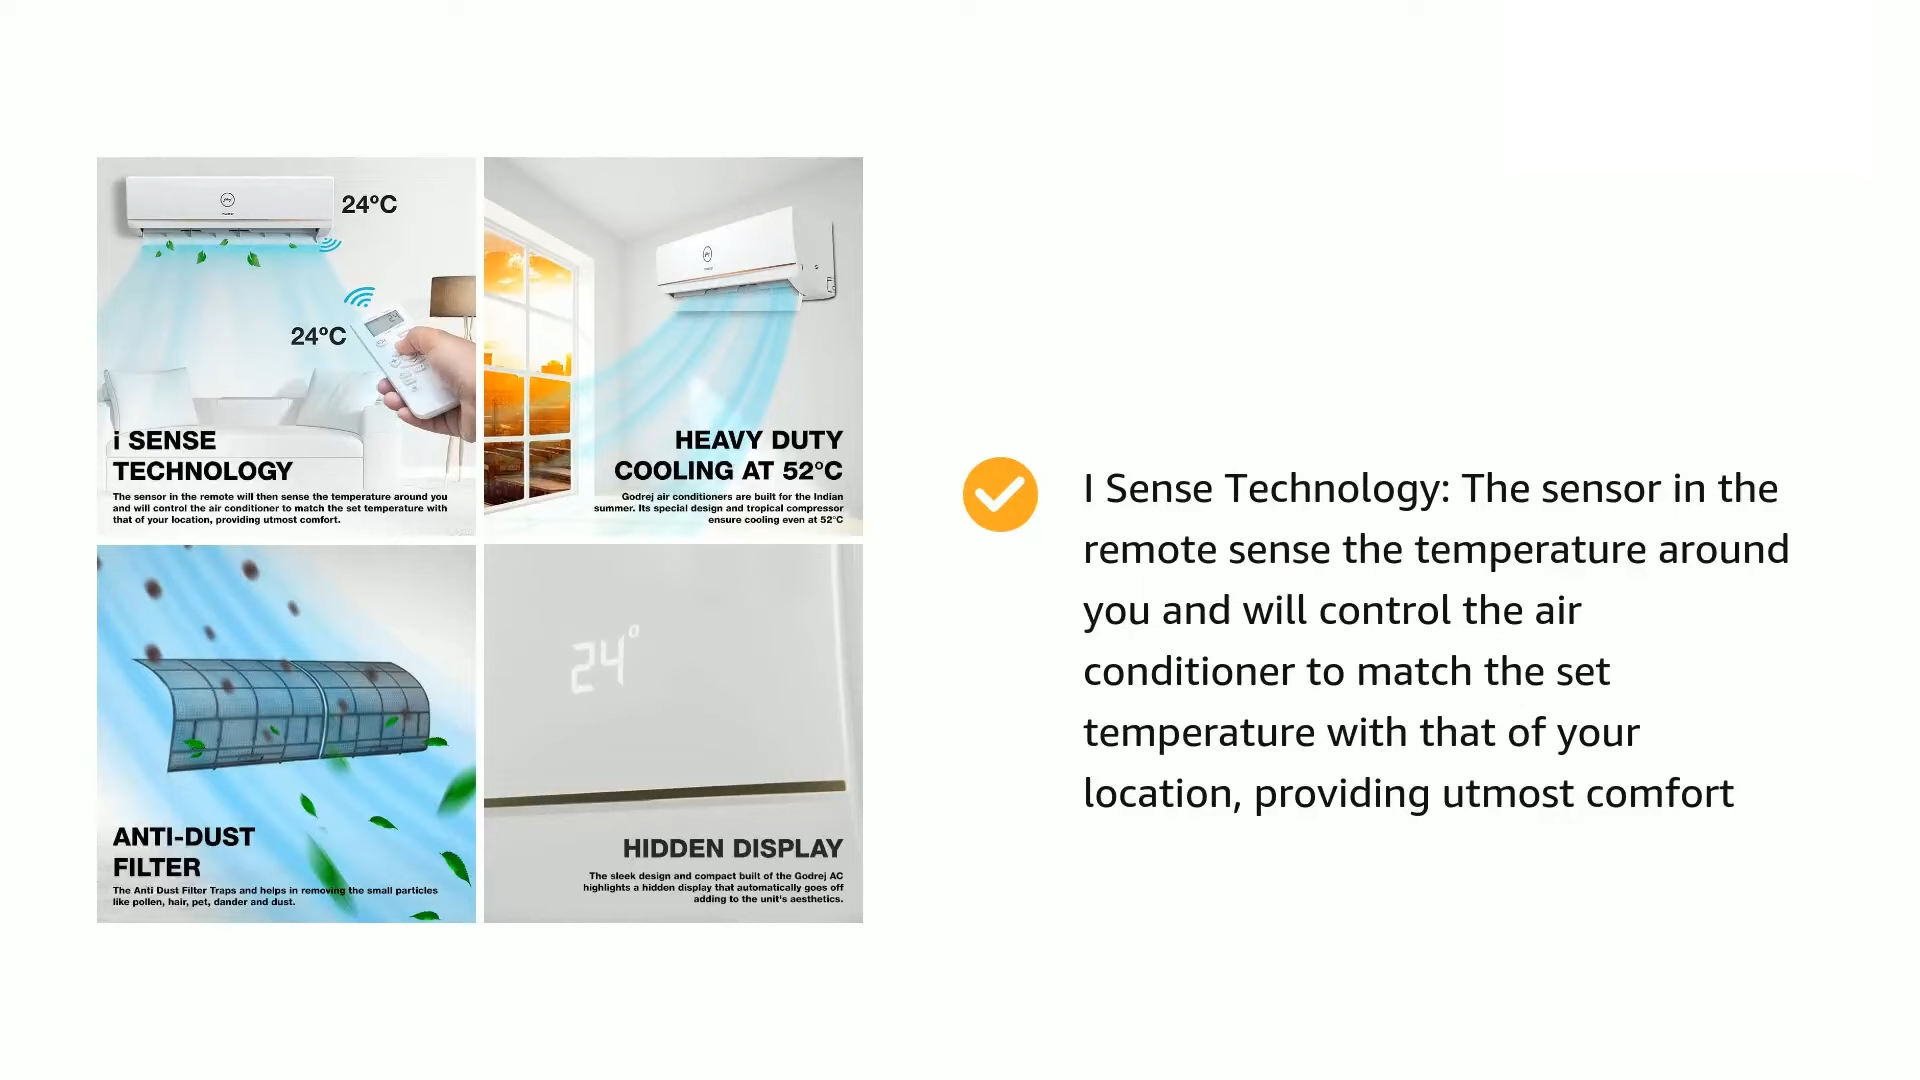 24°C
24°C
i SENSE
TECHNOLOGY
The sensor in the remote will then sense the temperature around you
and will control the air conditioner to match the set temperature with
that of your location, providing utmost comfort.
HEAVY DUTY
COOLING AT 52°C
Godrej air conditioners are built for the Indian
summer. Its special design and tropical compressor
ensure cooling even at 52°C
ANTI-DUST
FILTER
The Anti Dust Filter Traps and helps in removing the small particles
like pollen, hair, pet, dander and dust.
24°
HIDDEN DISPLAY
The sleek design and compact built of the Godrej AC
highlights a hidden display that automatically goes off
adding to the unit's aesthetics.
I Sense Technology: The sensor in the
remote sense the temperature around
you and will control the air
conditioner to match the set
temperature with that of your
location, providing utmost comfort